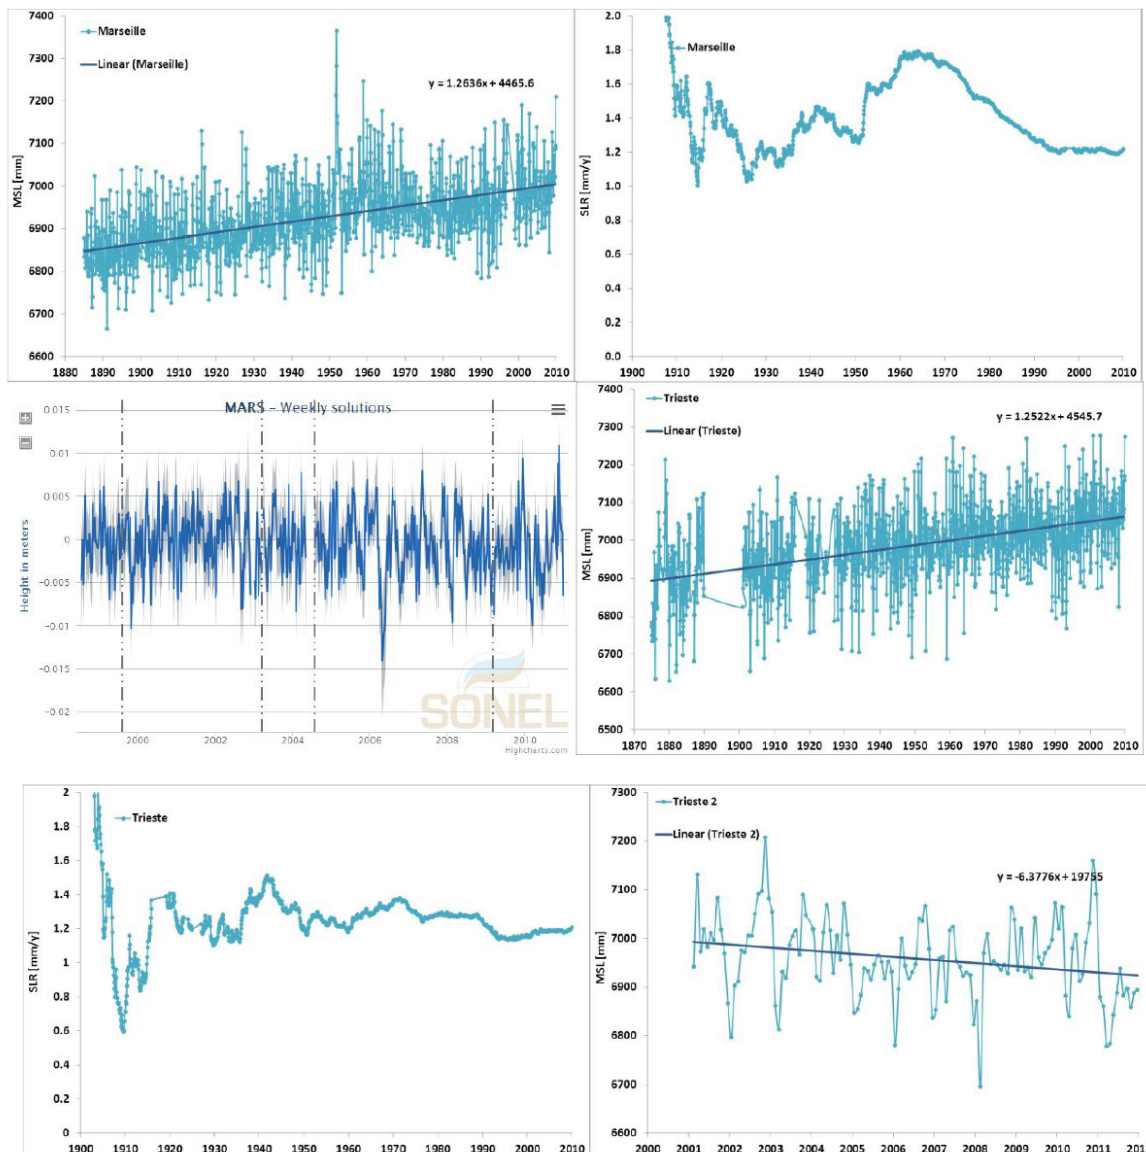 7400
7300
7200
7100
7000
6900
6800
6700
6600
MSL [mm]
Marseille
Linear (Marseille)
y = 1.2636x + 4465.6
1880 1890 1900 1910 1920 1930 1940 1950 1960 1970 1980 1990 2000 2010
2.0
1.8
1.6
1.4
1.2
1.0
0.8
0.6
0.4
0.2
0.0
SLR [mm/y]
Marseille
1900 1910 1920 1930 1940 1950 1960 1970 1980 1990 2000 2010
MARS - Weekly solutions
0.015
0.01
0.005
0
-0.005
-0.01
-0.015
-0.02
Height in meters
SONEL
2000 2002 2004 2006 2008 2010
Highcharts.com
7400
7300
7200
7100
7000
6900
6800
6700
6600
6500
MSL [mm]
Trieste
Linear (Trieste)
y = 1.2522x + 4545.7
1870 1880 1890 1900 1910 1920 1930 1940 1950 1960 1970 1980 1990 2000 2010
2
1.8
1.6
1.4
1.2
1
0.8
0.6
0.4
0.2
0
SLR [mm/y]
Trieste
1900 1910 1920 1930 1940 1950 1960 1970 1980 1990 2000 2010
7300
7200
7100
7000
6900
6800
6700
6600
MSL [mm]
Trieste 2
Linear (Trieste 2)
y = -6.3776x + 19755
2000 2001 2002 2003 2004 2005 2006 2007 2008 2009 2010 2011 201